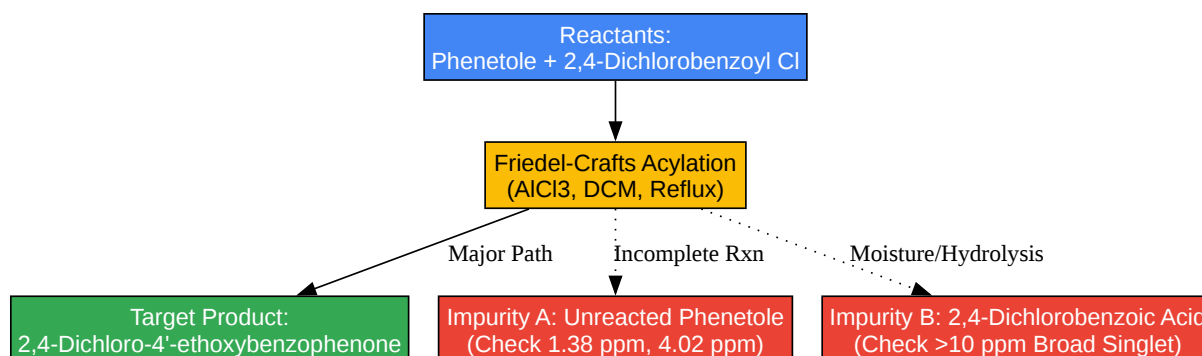 Reactants:
Phenetole + 2,4-Dichlorobenzoyl Cl
Friedel-Crafts Acylation
(AlCl3, DCM, Reflux)
Major Path
Incomplete Rxn
Moisture/Hydrolysis
Target Product:
2,4-Dichloro-4'-ethoxybenzophenone
Impurity A: Unreacted Phenetole
(Check 1.38 ppm, 4.02 ppm)
Impurity B: 2,4-Dichlorobenzoic Acid
(Check >10 ppm Broad Singlet)